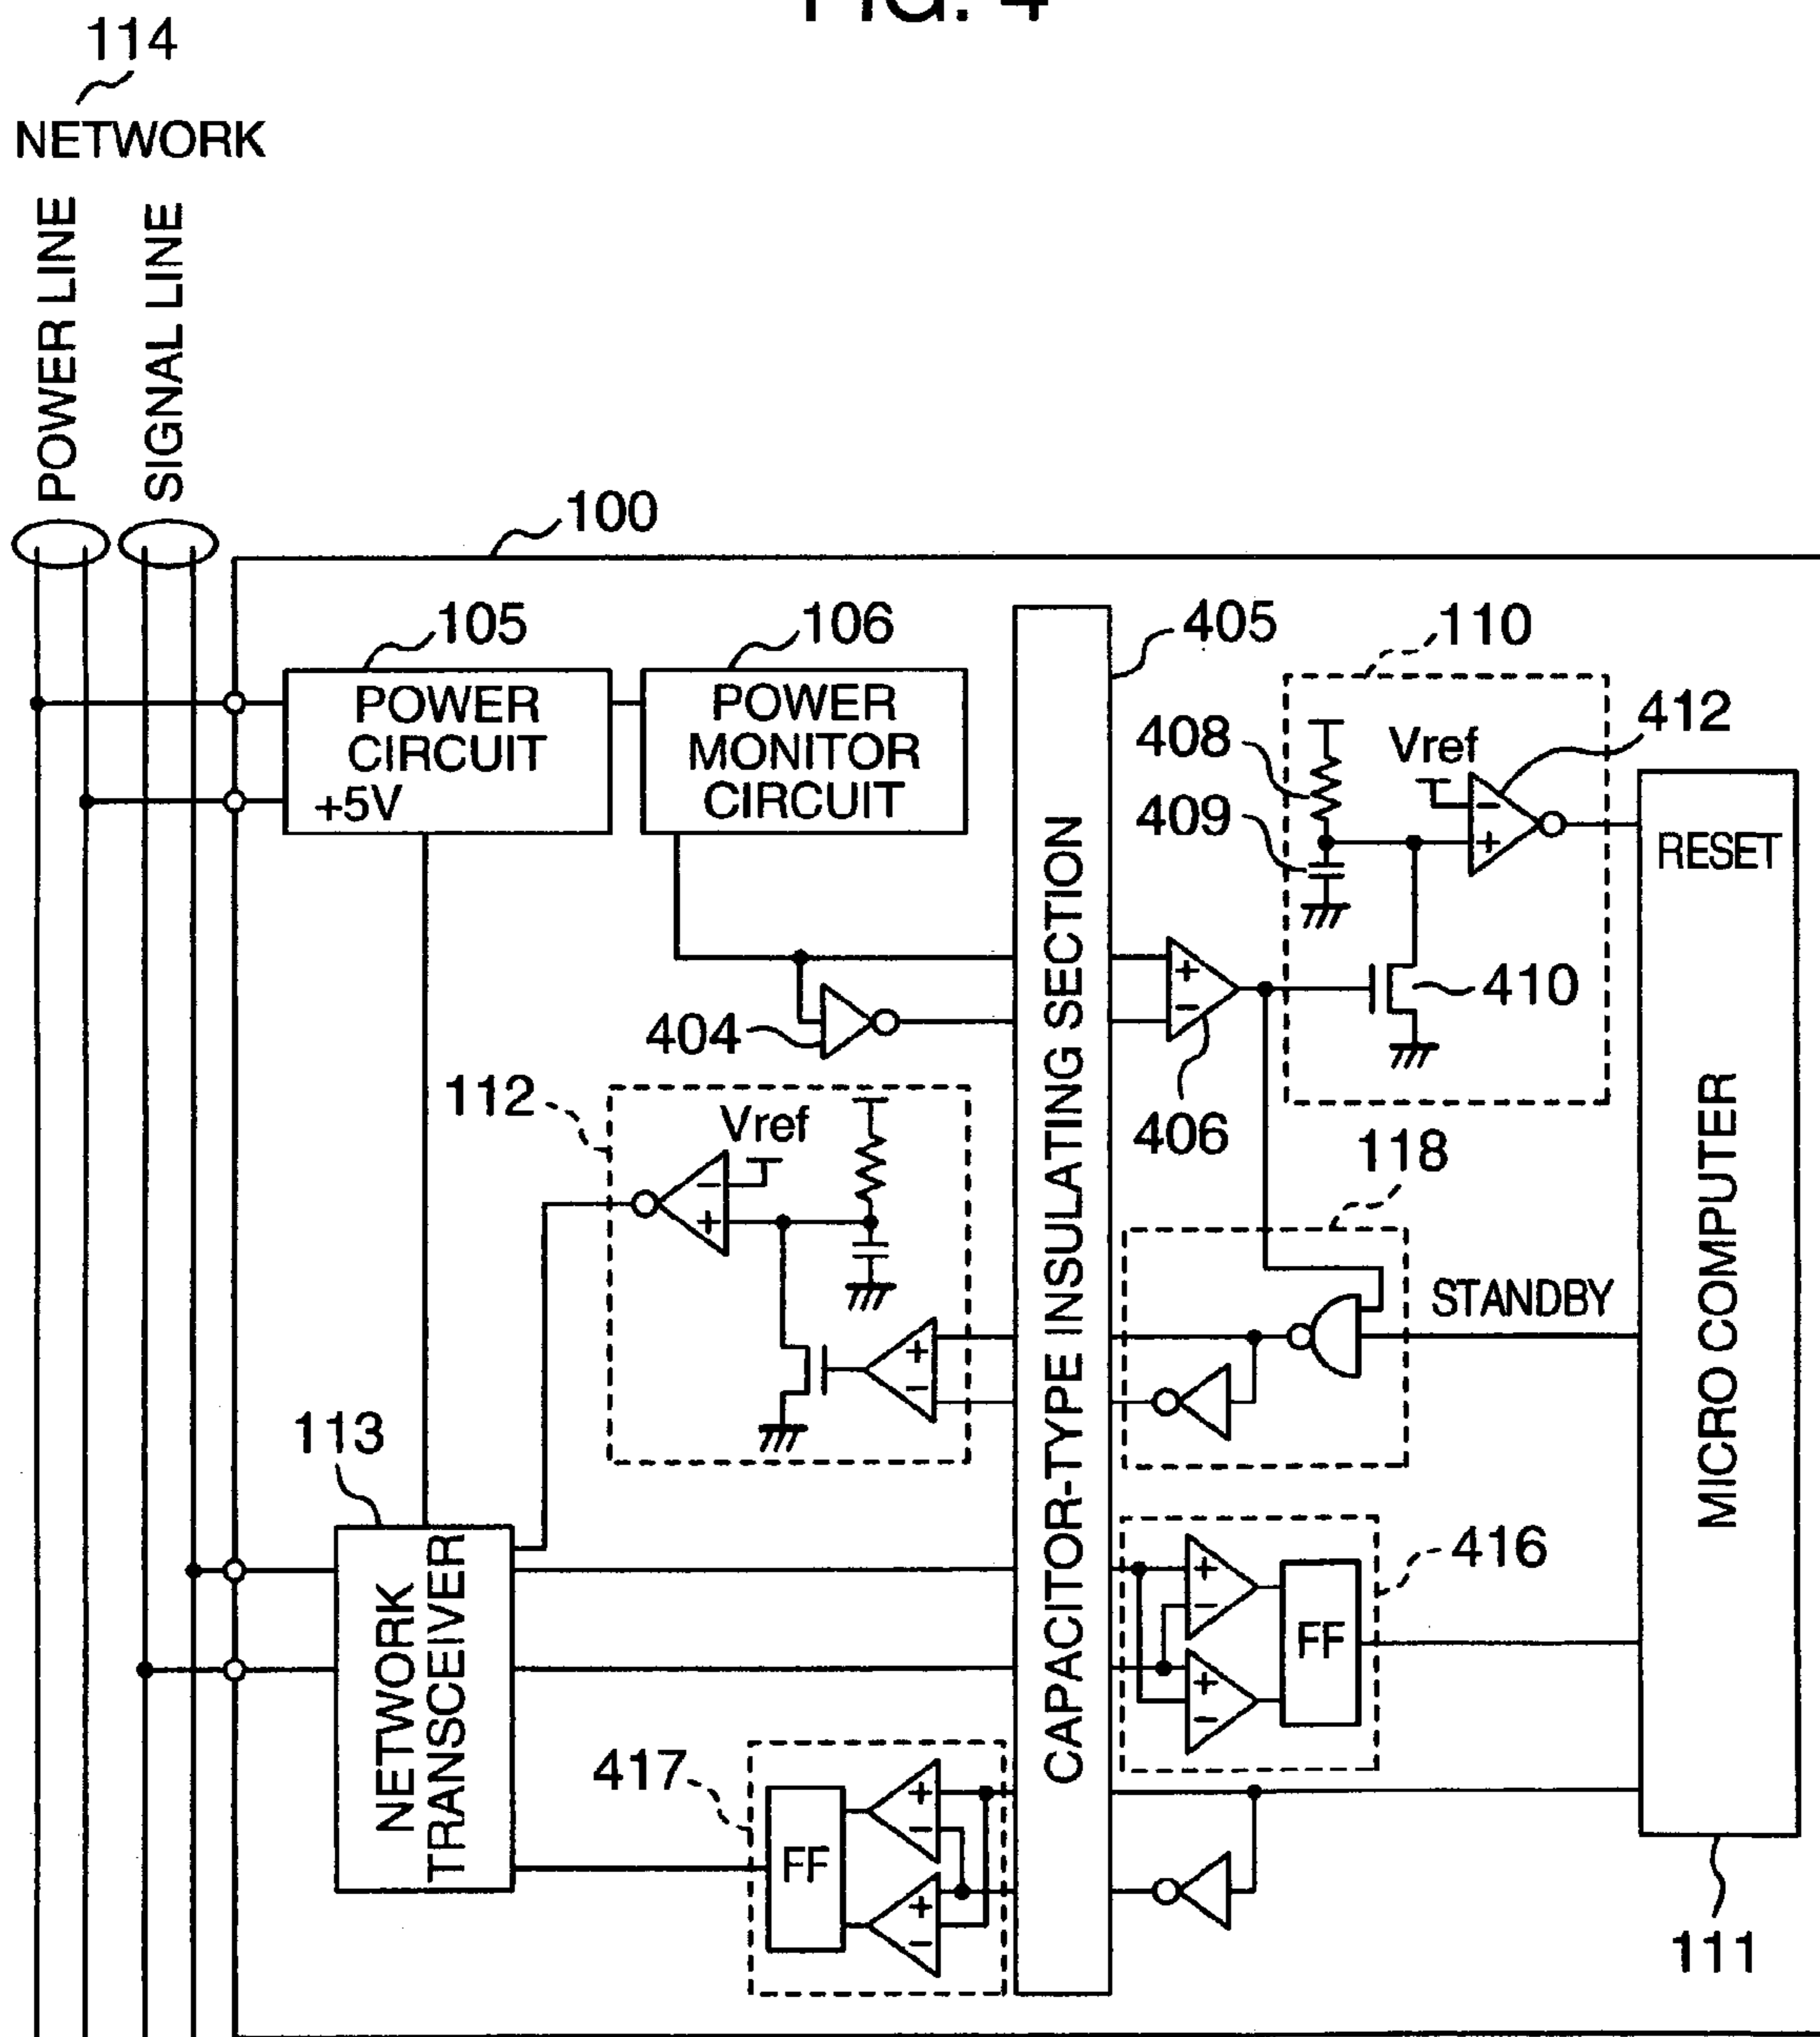 FIG. 4
114
NETWORK
POWER LINE
SIGNAL LINE
100
105
106
405
110
POWER
CIRCUIT
+5V
POWER
MONITOR
CIRCUIT
408
409
Vref
412
-
+
RESET
CAPACITOR-TYPE INSULATING SECTION
404
+
-
406
410
112
Vref
-
+
+
-
118
STANDBY
MICRO COMPUTER
113
NETWORK
TRANSCEIVER
416
+
-
+
-
FF
417
FF
+
-
+
-
111